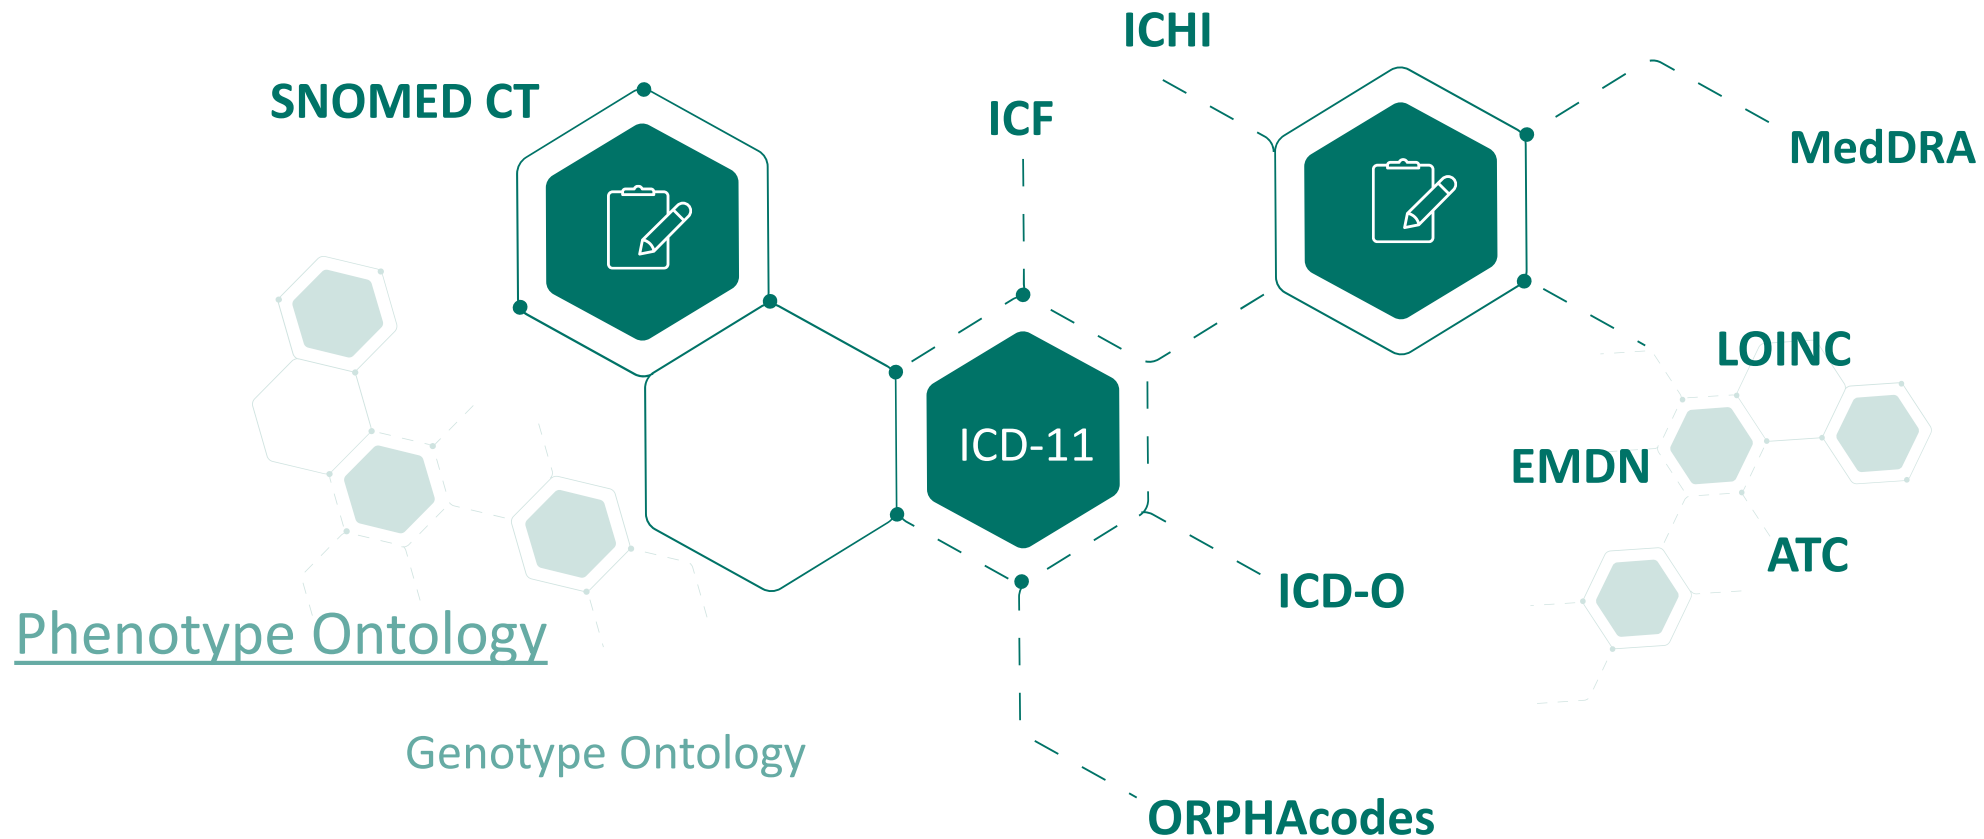 ICHI
SNOMED CT
ICF
MedDRA
LOINC
ICD-11
EMDN
ATC
ICD-O
Phenotype Ontology
Genotype Ontology
ORPHAcodes